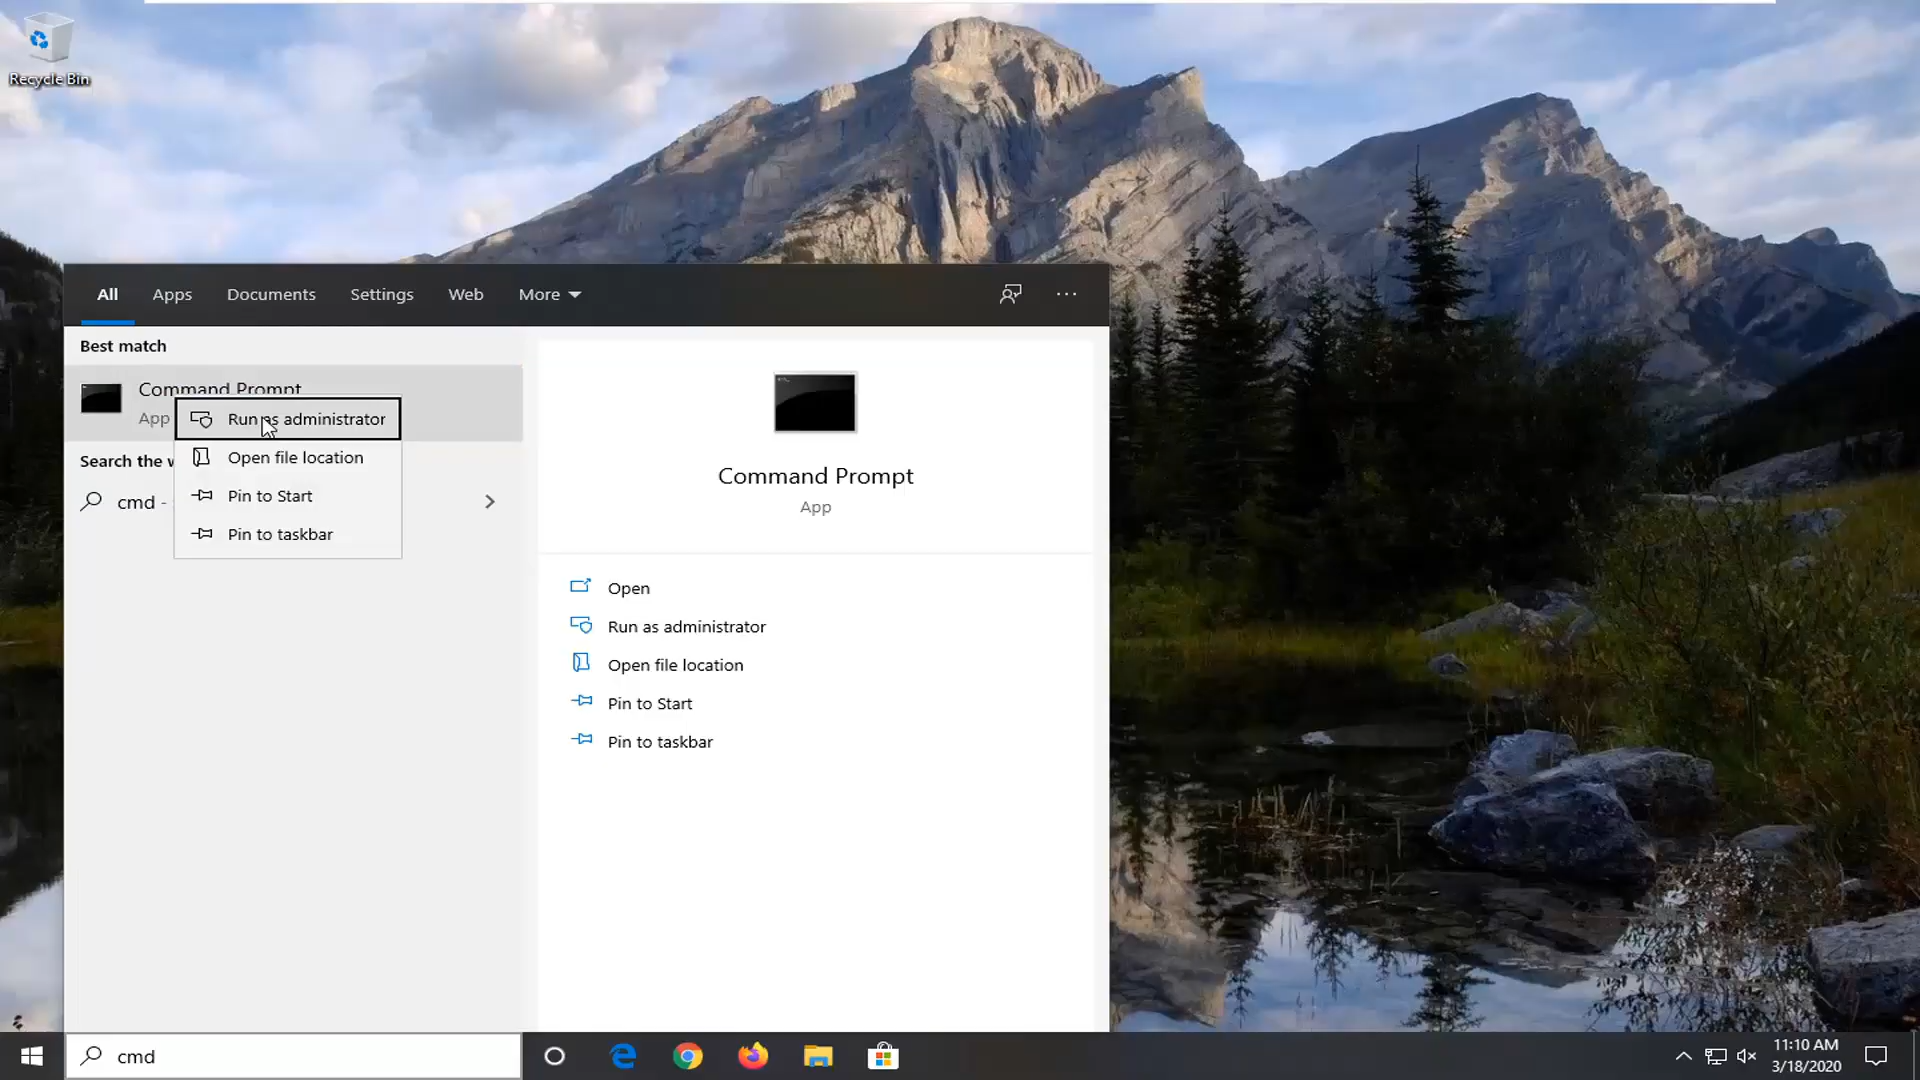 Recycle Bin
All Apps Documents Settings Web More
Best match
Command Prompt
App
Run as administrator
Open file location
Search the w
cmd -
Pin to Start
Pin to taskbar
Command Prompt
App
Open
Run as administrator
Open file location
Pin to Start
Pin to taskbar
cmd
11:10 AM
3/18/2020